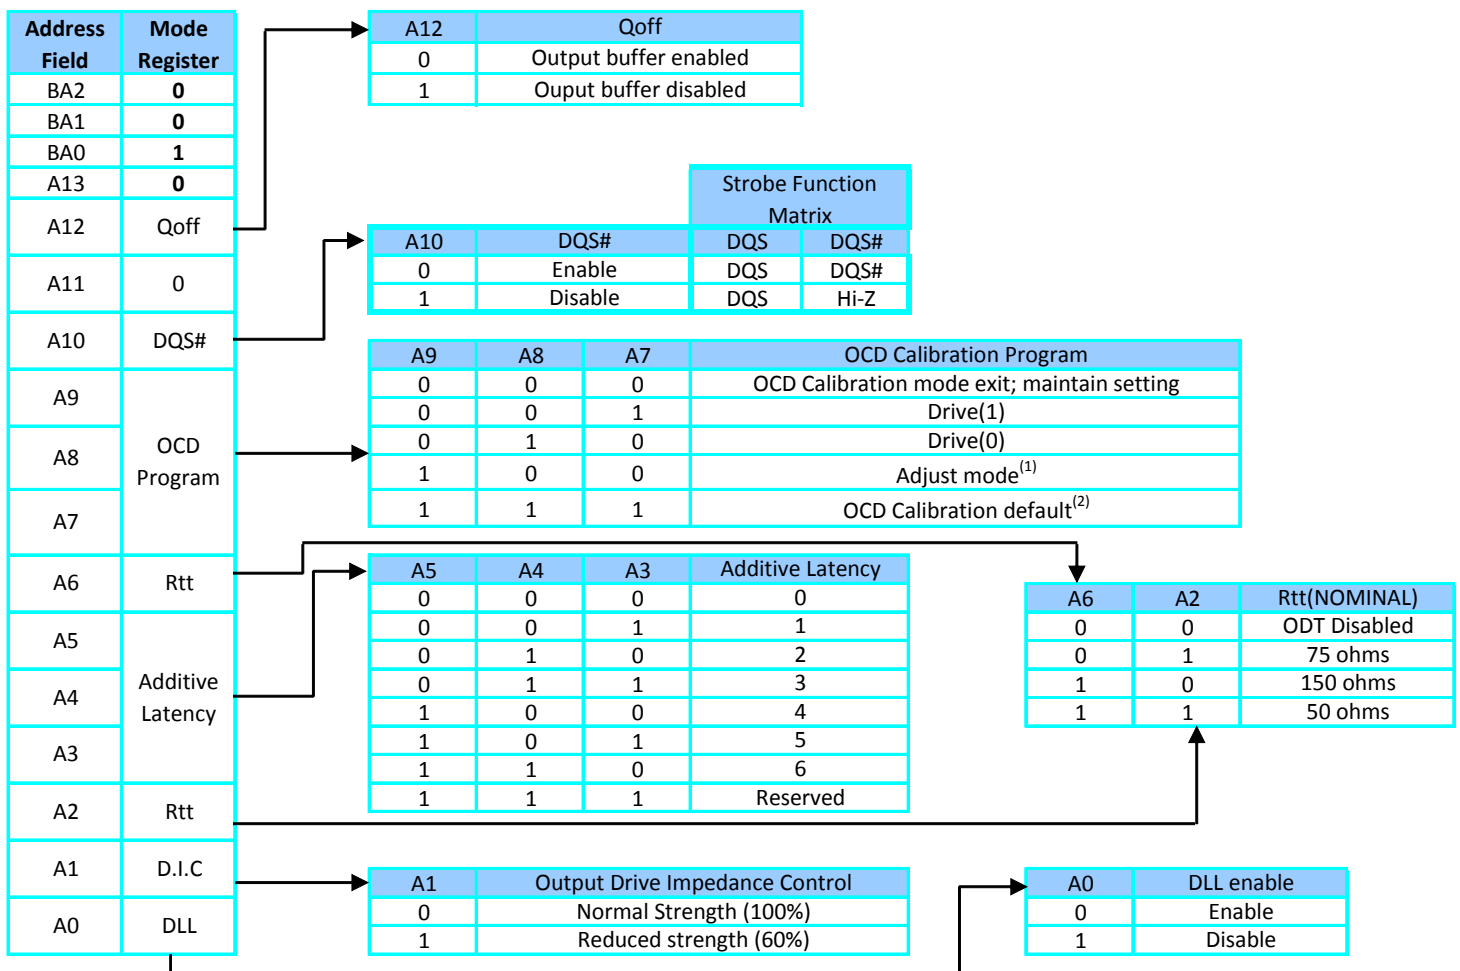 Address Field Mode Register
BA2 0
BA1 0
BA0 1
A13 0
A12 Qoff
A11 0
A10 DQS#
A9
A8 OCD Program
A7
A6 Rtt
A5
A4 Additive Latency
A3
A2 Rtt
A1 D.I.C
A0 DLL
A12 Qoff
0 Output buffer enabled
1 Ouput buffer disabled
Strobe Function
Matrix
A10 DQS# DQS DQS#
0 Enable DQS DQS#
1 Disable DQS Hi-Z
A9 A8 A7 OCD Calibration Program
0 0 0 OCD Calibration mode exit; maintain setting
0 0 1 Drive(1)
0 1 0 Drive(0)
1 0 0 Adjust mode(1)
1 1 1 OCD Calibration default(2)
A5 A4 A3 Additive Latency
0 0 0 0
0 0 1 1
0 1 0 2
0 1 1 3
1 0 0 4
1 0 1 5
1 1 0 6
1 1 1 Reserved
A6 A2 Rtt(NOMINAL)
0 0 ODT Disabled
0 1 75 ohms
1 0 150 ohms
1 1 50 ohms
A1 Output Drive Impedance Control
0 Normal Strength (100%)
1 Reduced strength (60%)
A0 DLL enable
0 Enable
1 Disable